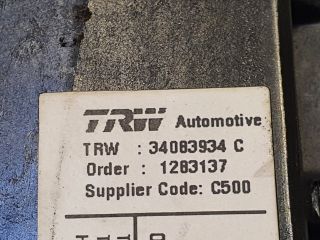 TRW Automotive
TRW : 34083934 C
Order : 1283137
Supplier Code: C500